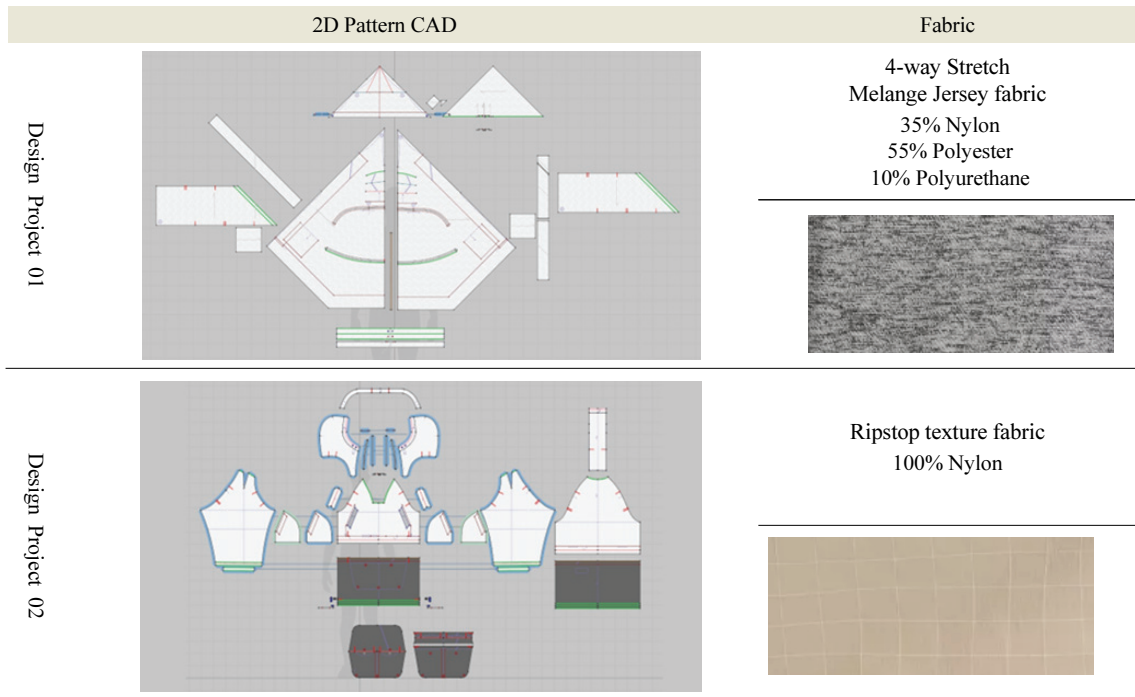 2D Pattern CAD
Fabric
Design Project 01
4-way Stretch
Melange Jersey fabric
35% Nylon
55% Polyester
10% Polyurethane
Design Project 02
Ripstop texture fabric
100% Nylon